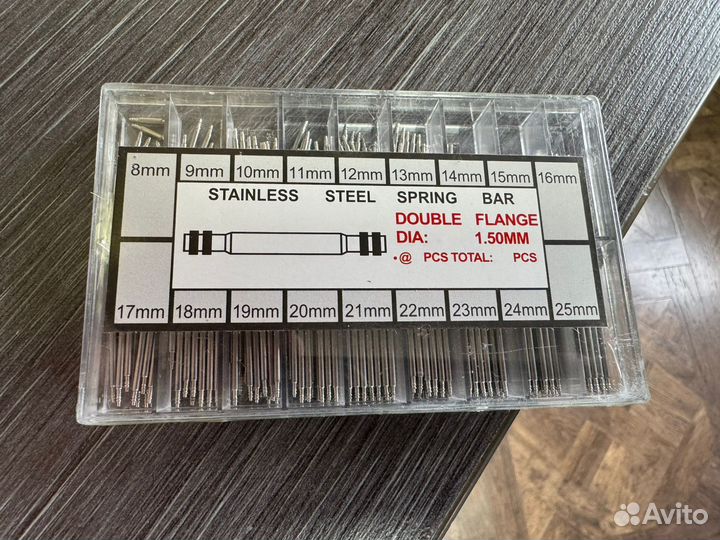 8mm 9mm 10mm 11mm 12mm 13mm 14mm 15mm 16mm
STAINLESS STEEL SPRING BAR
DOUBLE FLANGE
DIA: 1.50MM
•@ PCS TOTAL: PCS
17mm 18mm 19mm 20mm 21mm 22mm 23mm 24mm 25mm
Avito